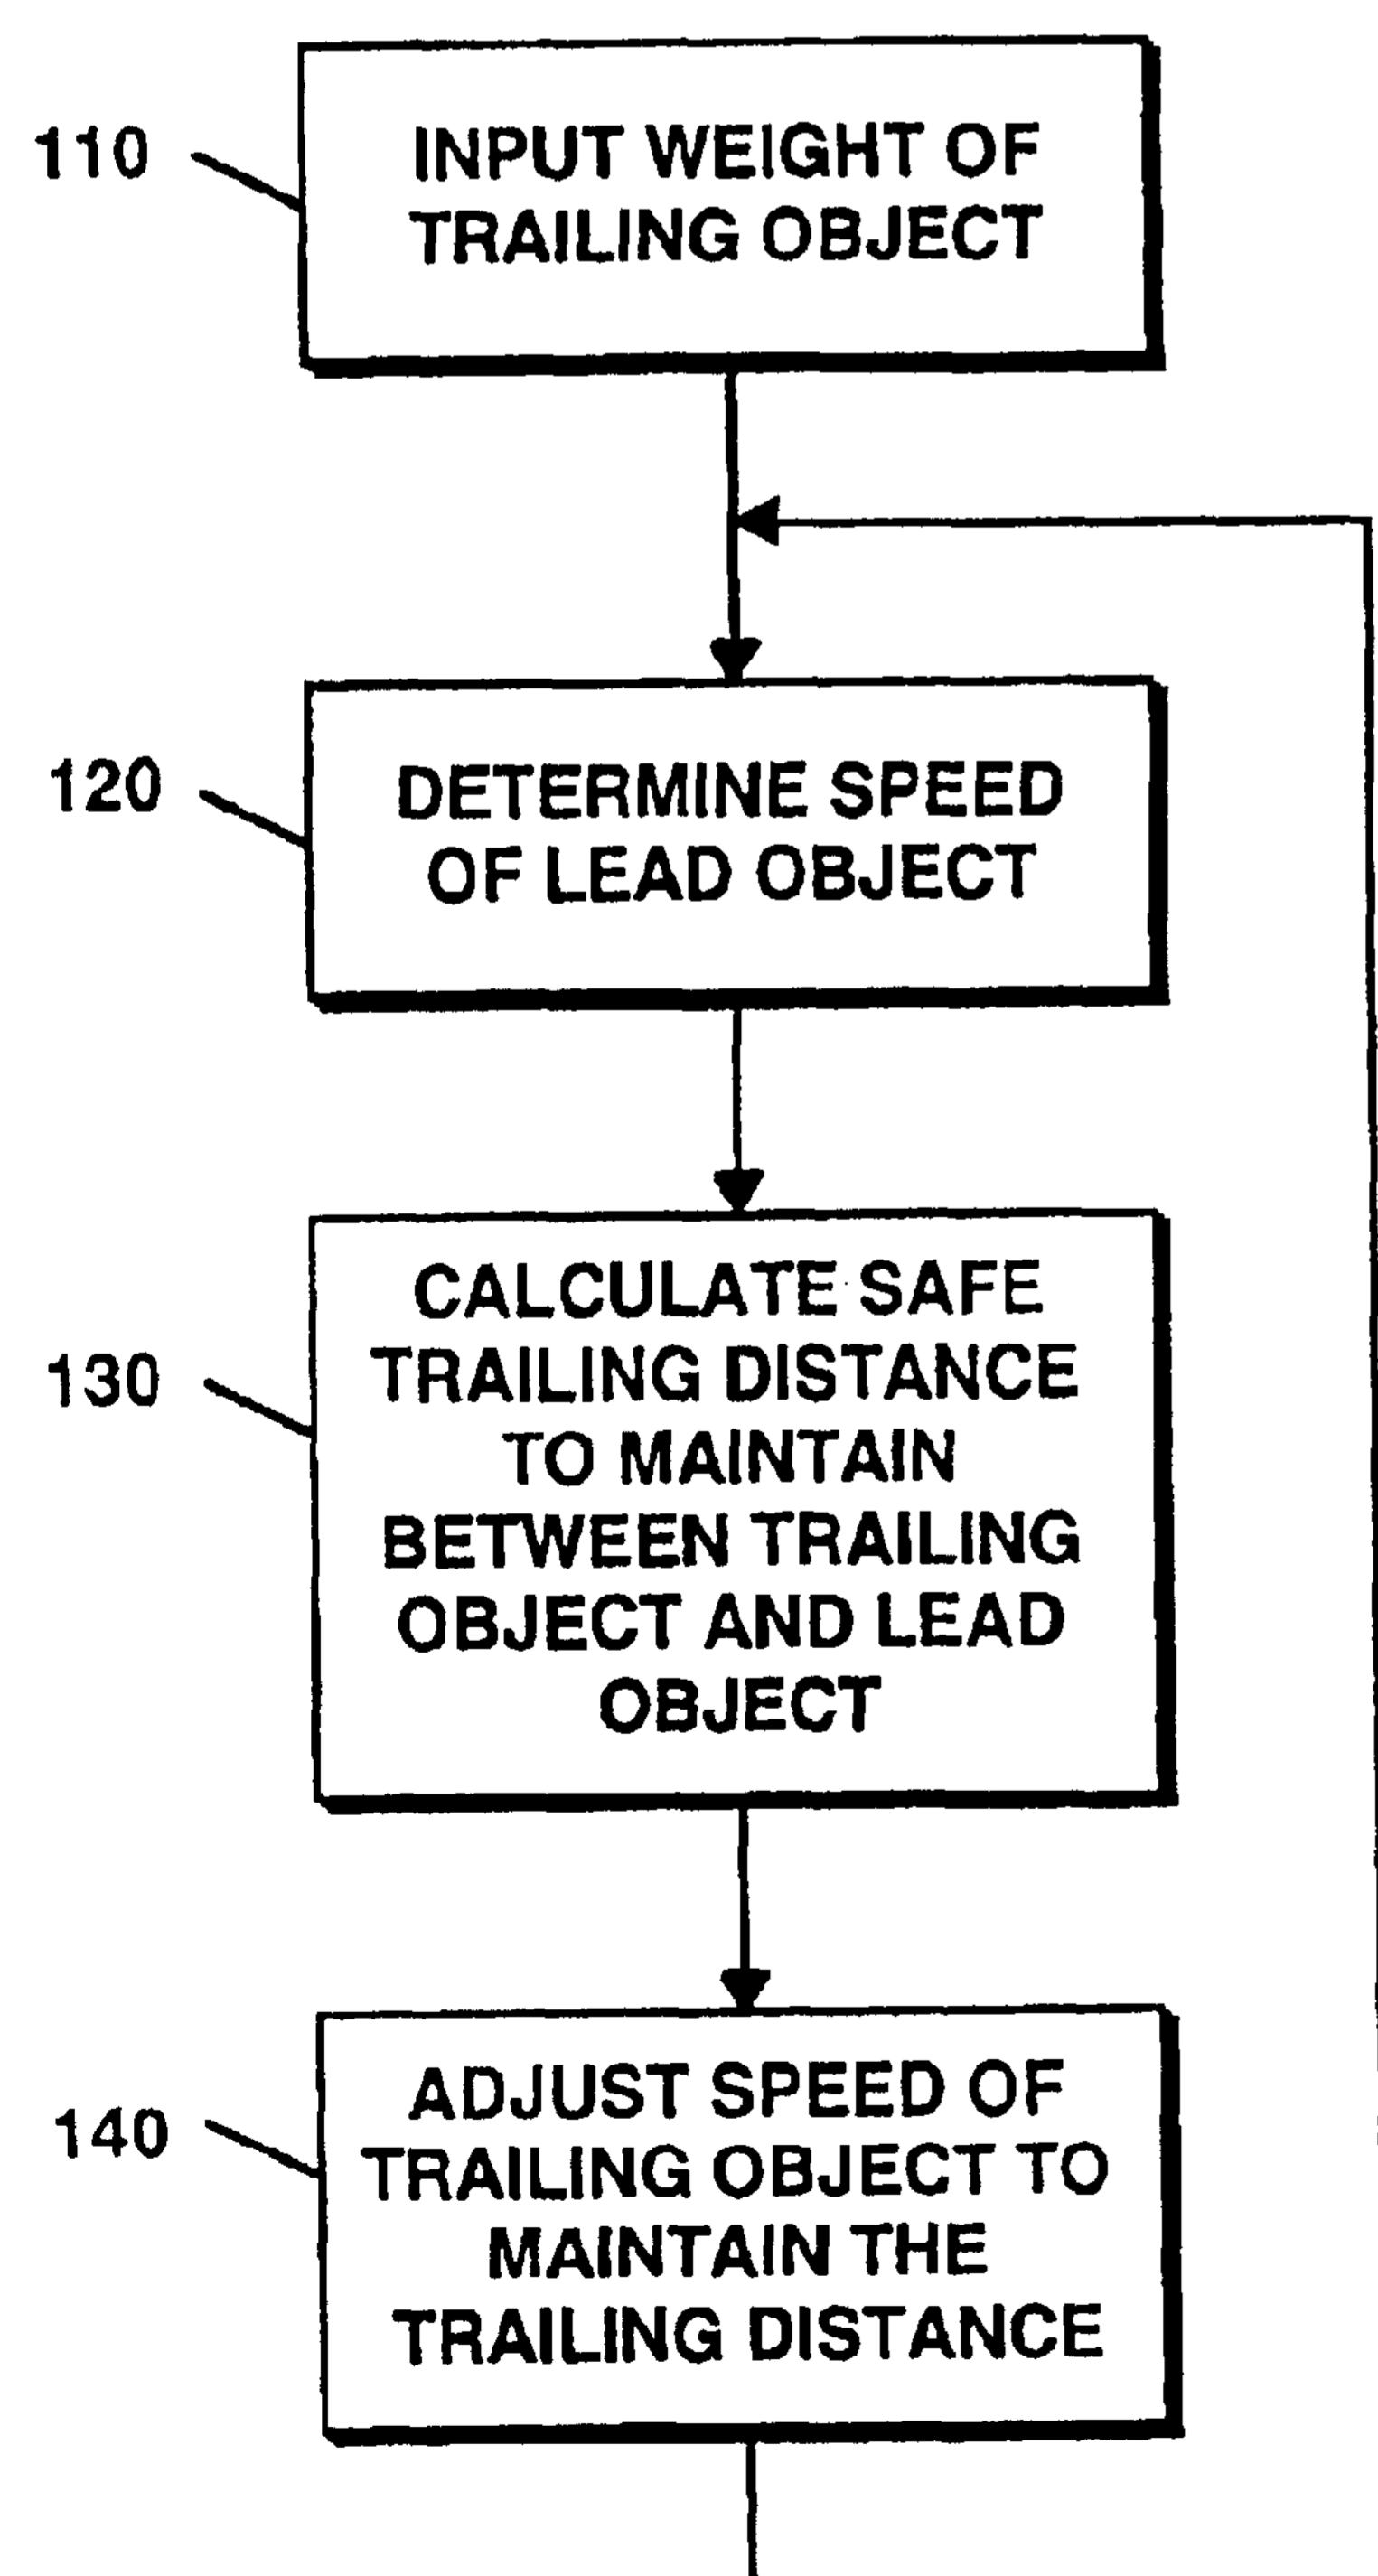 110
INPUT WEIGHT OF
TRAILING OBJECT
120
DETERMINE SPEED
OF LEAD OBJECT
130
CALCULATE SAFE
TRAILING DISTANCE
TO MAINTAIN
BETWEEN TRAILING
OBJECT AND LEAD
OBJECT
140
ADJUST SPEED OF
TRAILING OBJECT TO
MAINTAIN THE
TRAILING DISTANCE